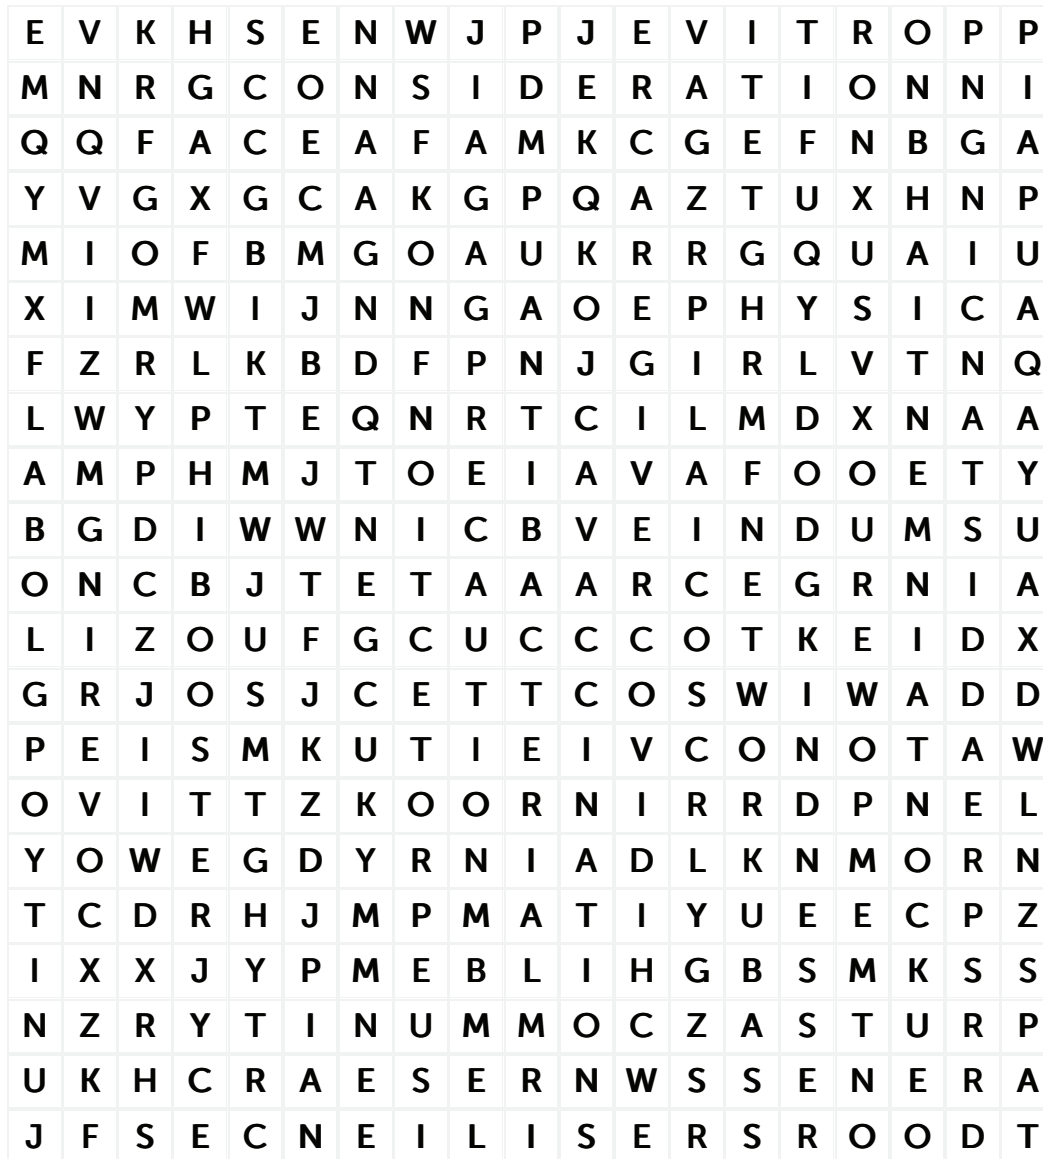 E V K H S E N W J P J E V I T R O P P
M N R G C O N S I D E R A T I O N N I
Q Q F A C E A F A M K C G E F N B G A
Y V G X G C A K G P Q A Z T U X H N P
M I O F B M G O A U K R R G Q U A I U
X I M W I J N N G A O E P H Y S I C A
F Z R L K B D F P N J G I R L V T N Q
L W Y P T E Q N R T C I L M D X N A A
A M P H M J T O E I A V A F O O E T Y
B G D I W W N I C B V E I N D U M S U
O N C B J T E T A A A R C E G R N I A
L I Z O U F G C U C C C O T K E I D X
G R J O S J C E T T C O S W I W A D D
P E I S M K U T I E I V C O N O T A W
O V I T T Z K O O R N I R R D P N E L
Y O W E G D Y R N I A D L K N M O R N
T C D R H J M P M A T I Y U E E C P Z
I X X J Y P M E B L I H G B S M K S S
N Z R Y T I N U M M O C Z A S T U R P
U K H C R A E S E R N W S S E N E R A
J F S E C N E I L I S E R S R O O D T